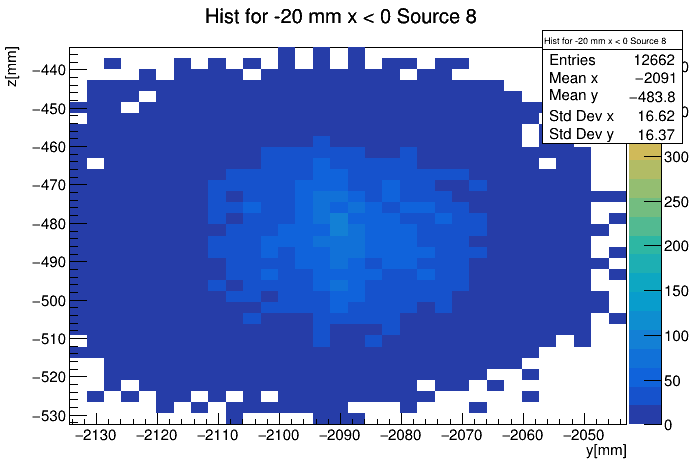 Hist for -20 mm x < 0 Source 8
Hist for -20 mm x < 0 Source 8
Entries 12662
Mean x −2091
Mean y −483.8
Std Dev x 16.62
Std Dev y 16.37
z[mm]
−440
−450
−460
−470
−480
−490
−500
−510
−520
−530
−2130 −2120 −2110 −2100 −2090 −2080 −2070 −2060 −2050
y[mm]
300
250
200
150
100
50
0